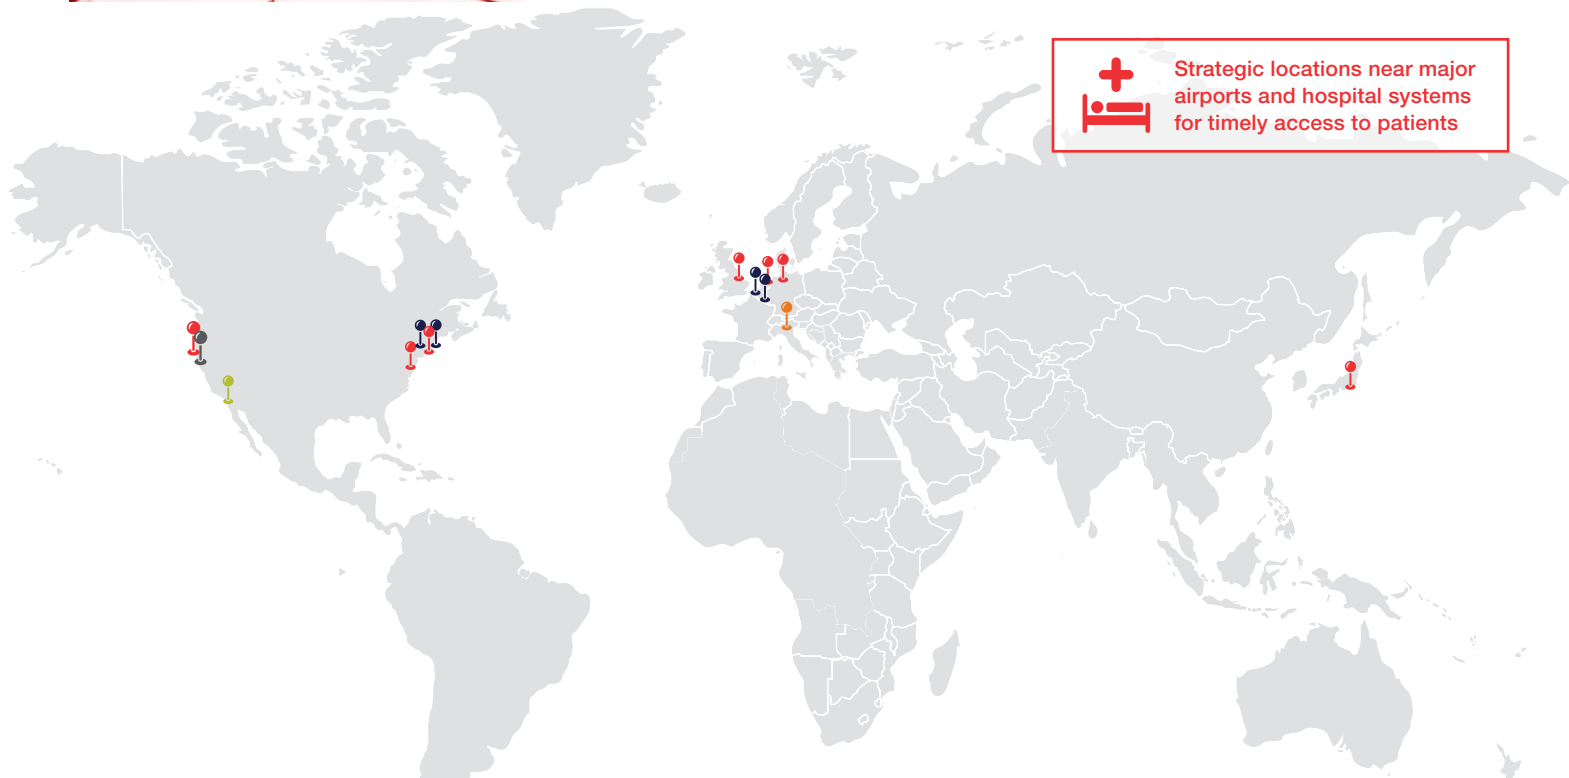 Strategic locations near major
airports and hospital systems
for timely access to patients